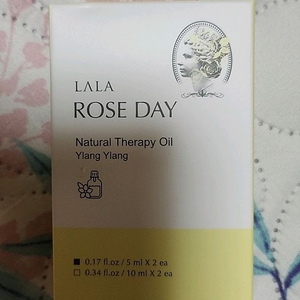 LALA
ROSE DAY
Natural Therapy Oil
Ylang Ylang
■ 0.17 fl.oz / 5 ml X 2 ea
□ 0.34 fl.oz / 10 ml X 2 ea